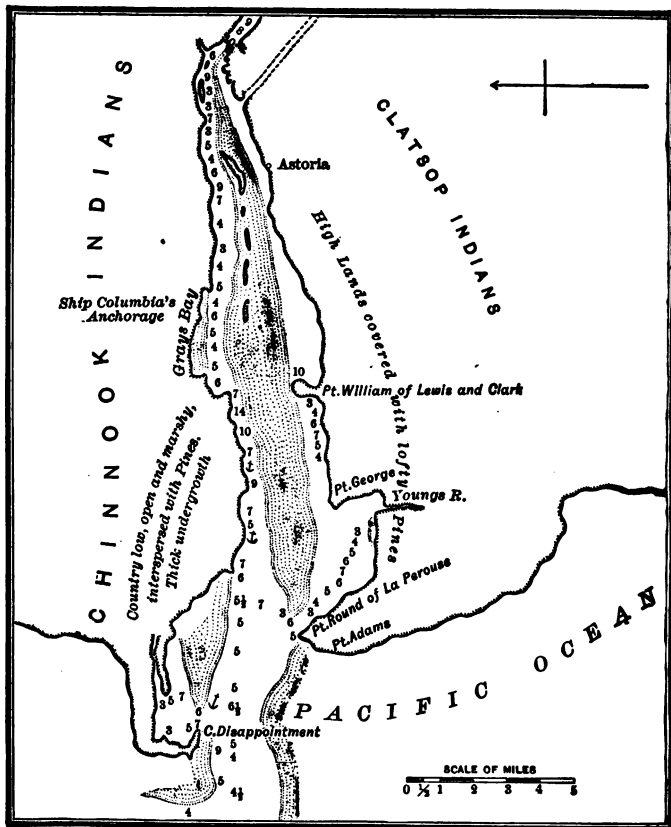 CHINNOOK INDIANS
CLATSOP INDIANS
Astoria
High Lands covered with lofty Pines
Ship Columbia's
Anchorage
Grays Bay
Pt. William of Lewis and Clark
Country low, open and marshy,
interspersed with Pines.
Thick undergrowth
Pt. George
Youngs R.
Pt. Round of La Perouse
Pt. Adams
PACIFIC OCEAN
C. Disappointment
SCALE OF MILES
0 ½ 1 2 3 4 5